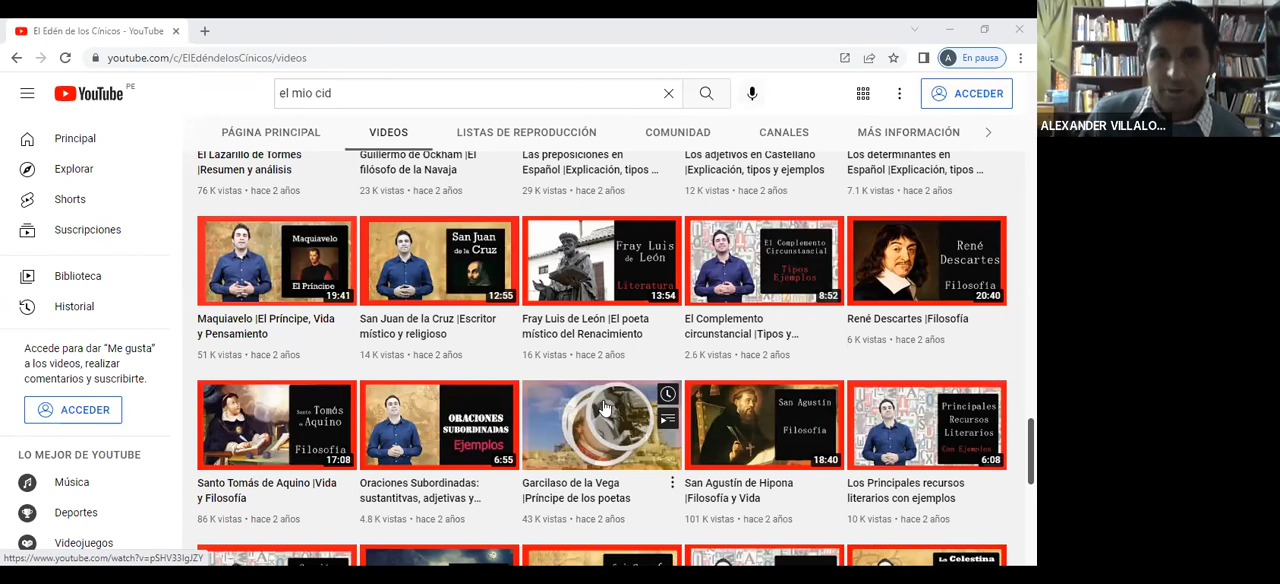 El Edén de los Cínicos - YouTube
youtube.com/c/ElEdéndelosCínicos/videos
A En pausa
YouTube PE
el mio cid
ACCEDER
ALEXANDER VILLALO...
PÁGINA PRINCIPAL VIDEOS LISTAS DE REPRODUCCIÓN COMUNIDAD CANALES MÁS INFORMACIÓN
Principal
Explorar
Shorts
Suscripciones
Biblioteca
Historial
Accede para dar “Me gusta”
a los videos, realizar
comentarios y suscribirte.
ACCEDER
LO MEJOR DE YOUTUBE
Música
Deportes
Videojuegos
https://www.youtube.com/watch?v=pSHV33IgJZY
El Lazarillo de Tormes
|Resumen y análisis
76 K vistas • hace 2 años
Guillermo de Ockham |El
filósofo de la Navaja
23 K vistas • hace 2 años
Las preposiciones en
Español |Explicación, tipos ...
29 K vistas • hace 2 años
Los adjetivos en Castellano
|Explicación, tipos y ejemplos
12 K vistas • hace 2 años
Los determinantes en
Español |Explicación, tipos ...
7.1 K vistas • hace 2 años
Maquiavelo
El Príncipe
19:41
Maquiavelo |El Príncipe, Vida
y Pensamiento
51 K vistas • hace 2 años
San Juan
de la Cruz
12:55
San Juan de la Cruz |Escritor
místico y religioso
14 K vistas • hace 2 años
Fray Luis
de León
Literatura
13:54
Fray Luis de León |El poeta
místico del Renacimiento
16 K vistas • hace 2 años
El Complemento
Circunstancial
Tipos
Ejemplos
8:52
El Complemento
circunstancial |Tipos y...
2.6 K vistas • hace 2 años
René
Descartes
Filosofía
20:40
René Descartes |Filosofía
6 K vistas • hace 2 años
Santo Tomás
de Aquino
Filosofía
17:08
Santo Tomás de Aquino |Vida
y Filosofía
86 K vistas • hace 2 años
ORACIONES
SUBORDINADAS
Ejemplos
6:55
Oraciones Subordinadas:
sustantitvas, adjetivas y...
4.8 K vistas • hace 2 años
Garcilaso de la Vega
|Príncipe de los poetas
43 K vistas • hace 2 años
San Agustín
Filosofía
18:40
San Agustín de Hipona
|Filosofía y Vida
101 K vistas • hace 2 años
Principales
Recursos
Literarios
Con Ejemplos
6:08
Los Principales recursos
literarios con ejemplos
10 K vistas • hace 2 años
La Celestina